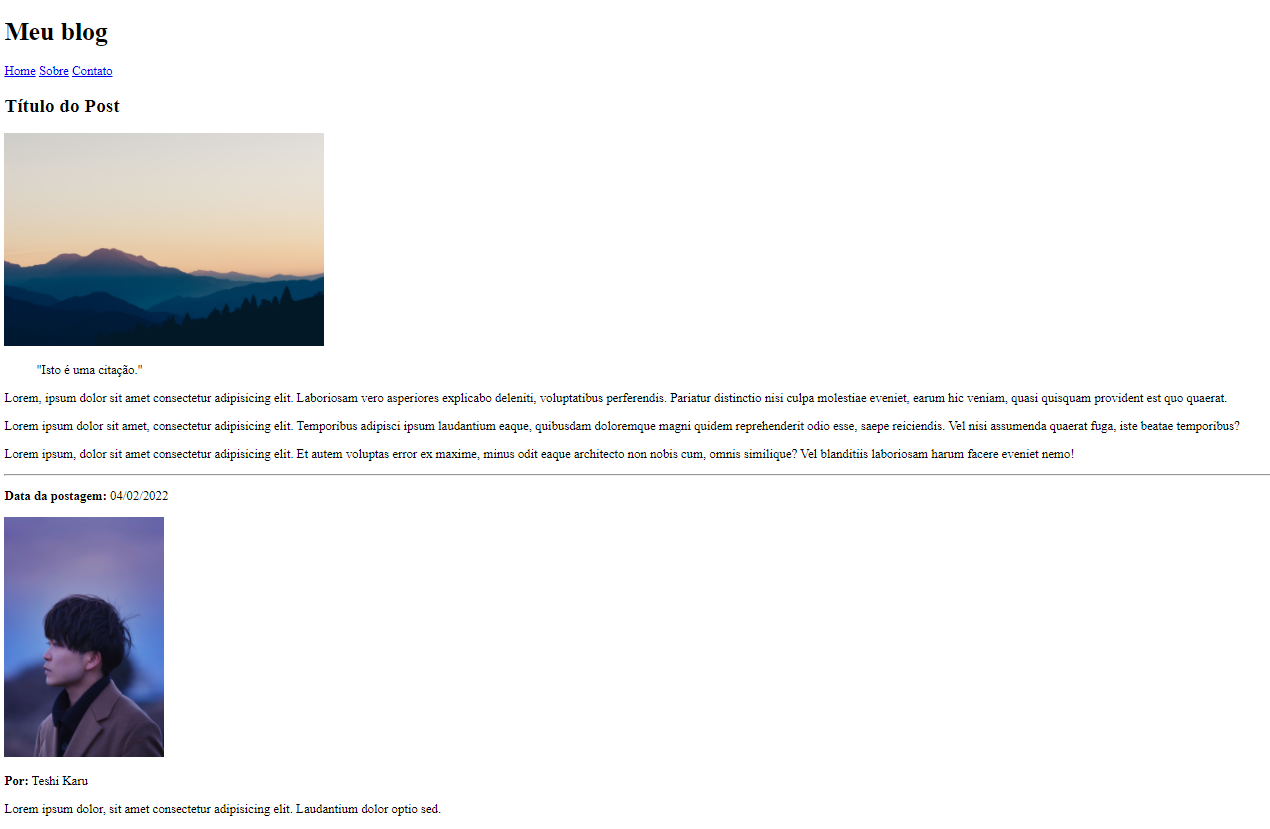 Meu blog
Home Sobre Contato
Título do Post
"Isto é uma citação."
Lorem, ipsum dolor sit amet consectetur adipisicing elit. Laboriosam vero asperiores explicabo deleniti, voluptatibus perferendis. Pariatur distinctio nisi culpa molestiae eveniet, earum hic veniam, quasi quisquam provident est quo quaerat.
Lorem ipsum dolor sit amet, consectetur adipisicing elit. Temporibus adipisci ipsum laudantium eaque, quibusdam doloremque magni quidem reprehenderit odio esse, saepe reiciendis. Vel nisi assumenda quaerat fuga, iste beatae temporibus?
Lorem ipsum, dolor sit amet consectetur adipisicing elit. Et autem voluptas error ex maxime, minus odit eaque architecto non nobis cum, omnis similique? Vel blanditiis laboriosam harum facere eveniet nemo!
Data da postagem: 04/02/2022
Por: Teshi Karu
Lorem ipsum dolor, sit amet consectetur adipisicing elit. Laudantium dolor optio sed.